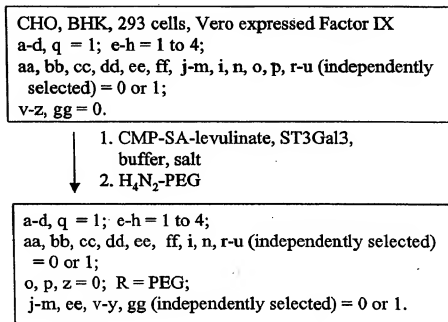 CHO, BHK, 293 cells, Vero expressed Factor IX
a-d, q = 1; e-h = 1 to 4;
aa, bb, cc, dd, ee, ff, j-m, i, n, o, p, r-u (independently
selected) = 0 or 1;
v-z, gg = 0.
1. CMP-SA-levulinate, ST3Gal3,
buffer, salt
2. H₄N₂-PEG
a-d, q = 1; e-h = 1 to 4;
aa, bb, cc, dd, ee, ff, i, n, r-u (independently selected)
= 0 or 1;
o, p, z = 0; R = PEG;
j-m, ee, v-y, gg (independently selected) = 0 or 1.